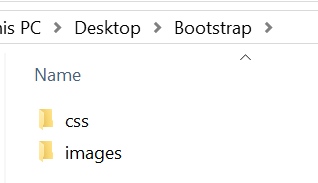 his PC > Desktop > Bootstrap >
Name
css
images